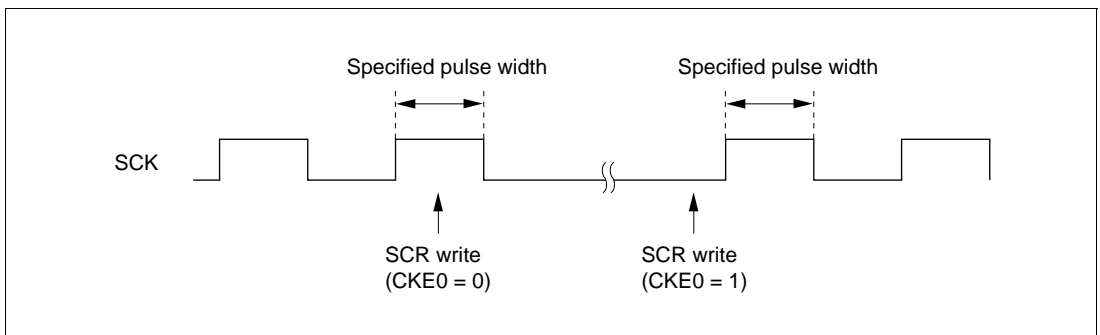 Specified pulse width
Specified pulse width
SCK
SCR write
(CKE0 = 0)
SCR write
(CKE0 = 1)